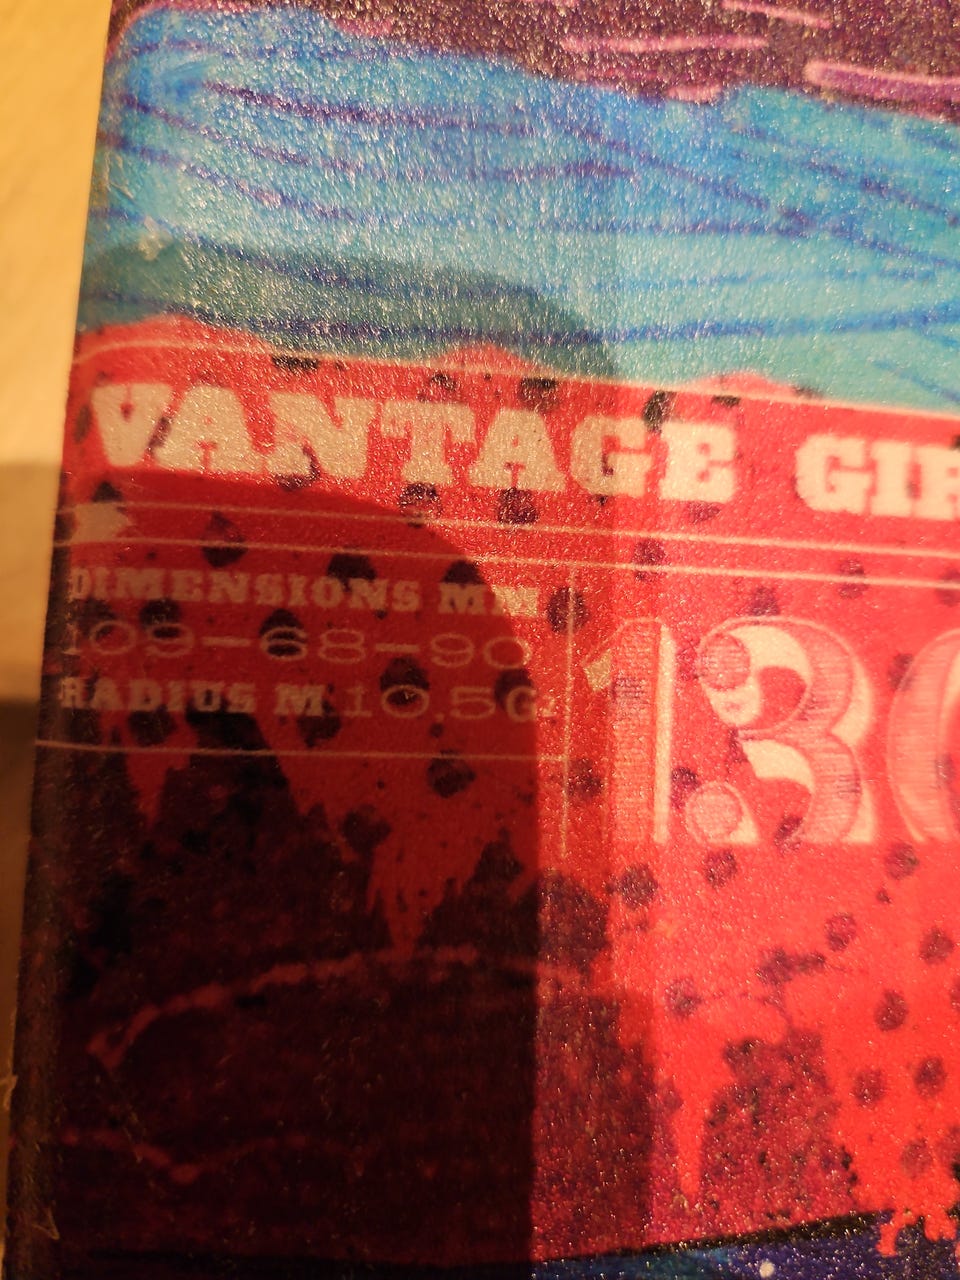 VANTAGE
DIMENSIONS MM
109-68-90
RADIUS M 10,5